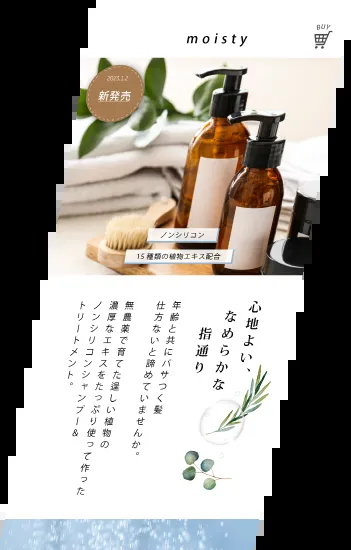 moisty
BUY
2023.1.2
新発売
ノンシリコン
15種類の植物エキス配合
心地よい、
なめらかな
指通り
年齢と共にパサつく髪
仕方ないと諦めていませんか。
無農薬で育てた逞しい植物の
濃厚なエキスをたっぷり使って作った
ノンシリコンシャンプー&
トリートメント。